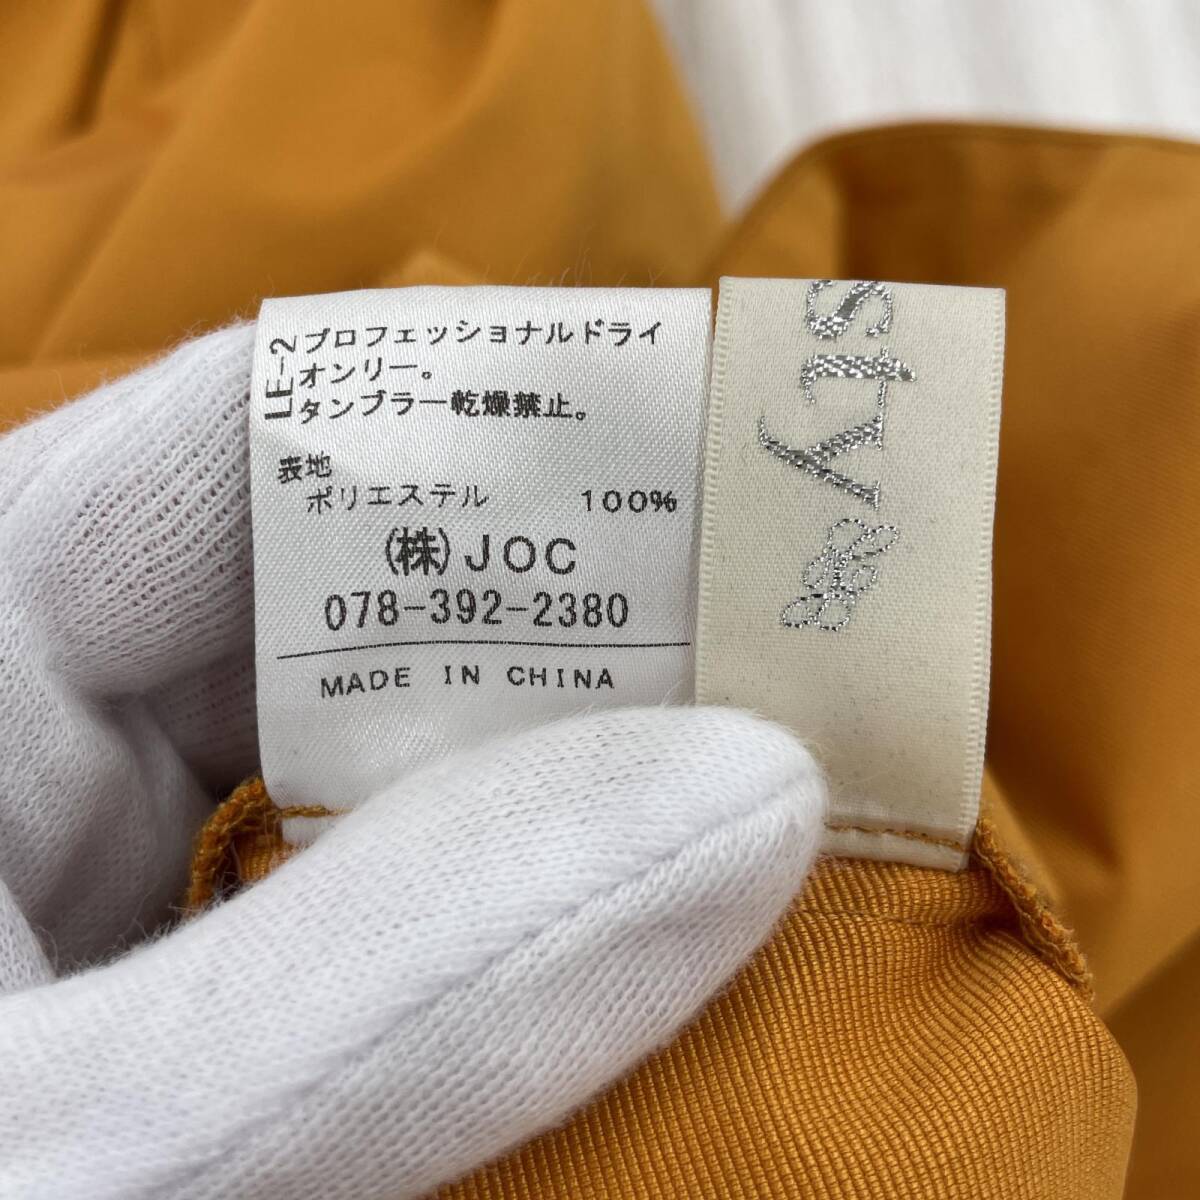 LE-2
プロフェッショナルドライ
オンリー。
タンブラー乾燥禁止。
表地
ポリエステル 100%
(株)JOC
078-392-2380
MADE IN CHINA
sty